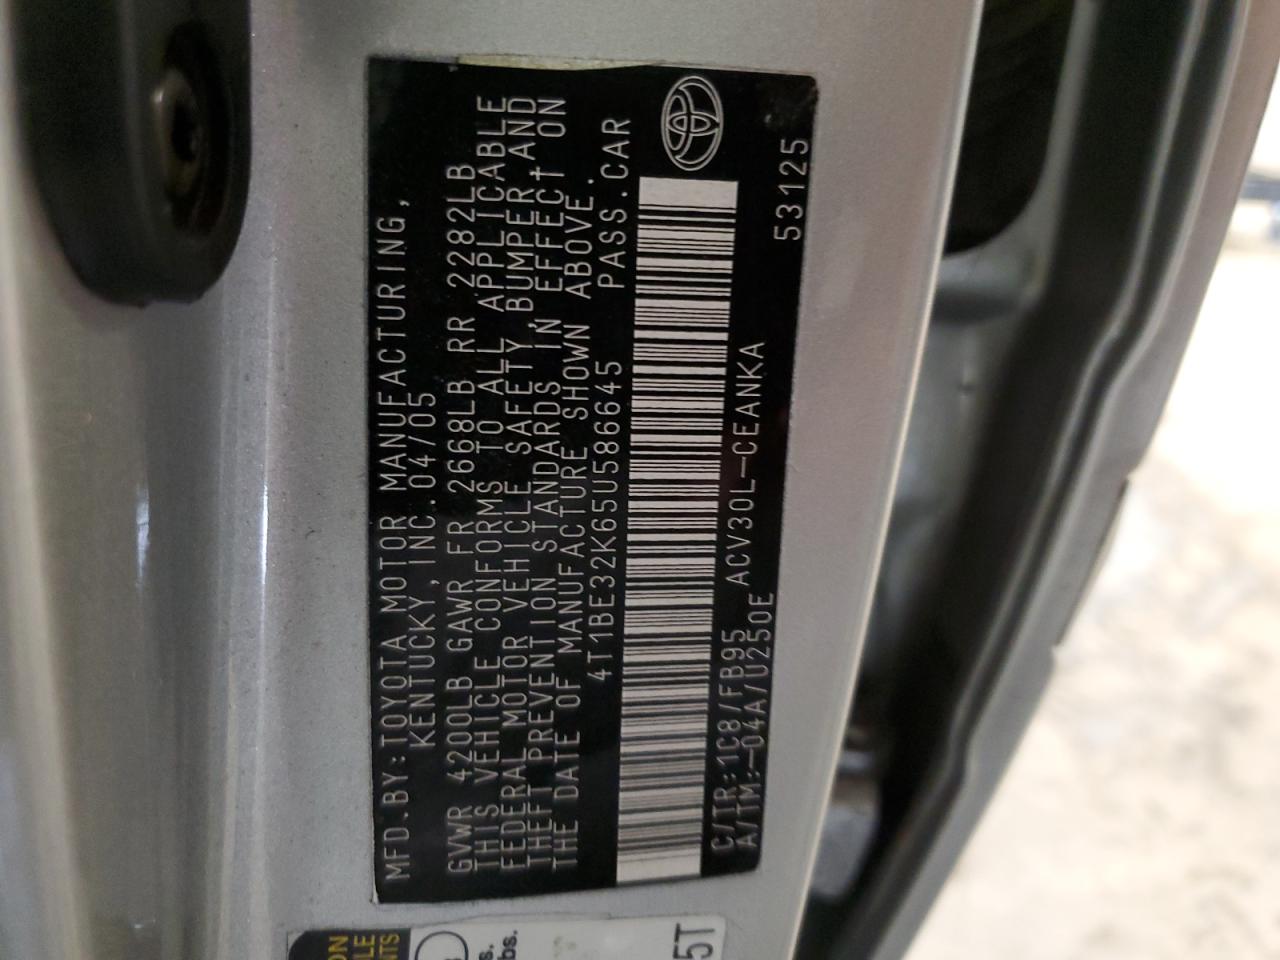 MFD.BY:TOYOTA MOTOR MANUFACTURING,
KENTUCKY, INC. 04/05
GVWR 4200LB GAWR FR 2668LB RR 2282LB
THIS VEHICLE CONFORMS TO ALL APPLICABLE
FEDERAL MOTOR VEHICLE SAFETY, BUMPER AND
THEFT PREVENTION STANDARDS IN EFFECT ON
THE DATE OF MANUFACTURE SHOWN ABOVE.
4T1BE32K65U586645 PASS.CAR
C/TR:1C8/FB95 ACV30L-CEANKA 53125
A/TM:-04A/U250E
5T